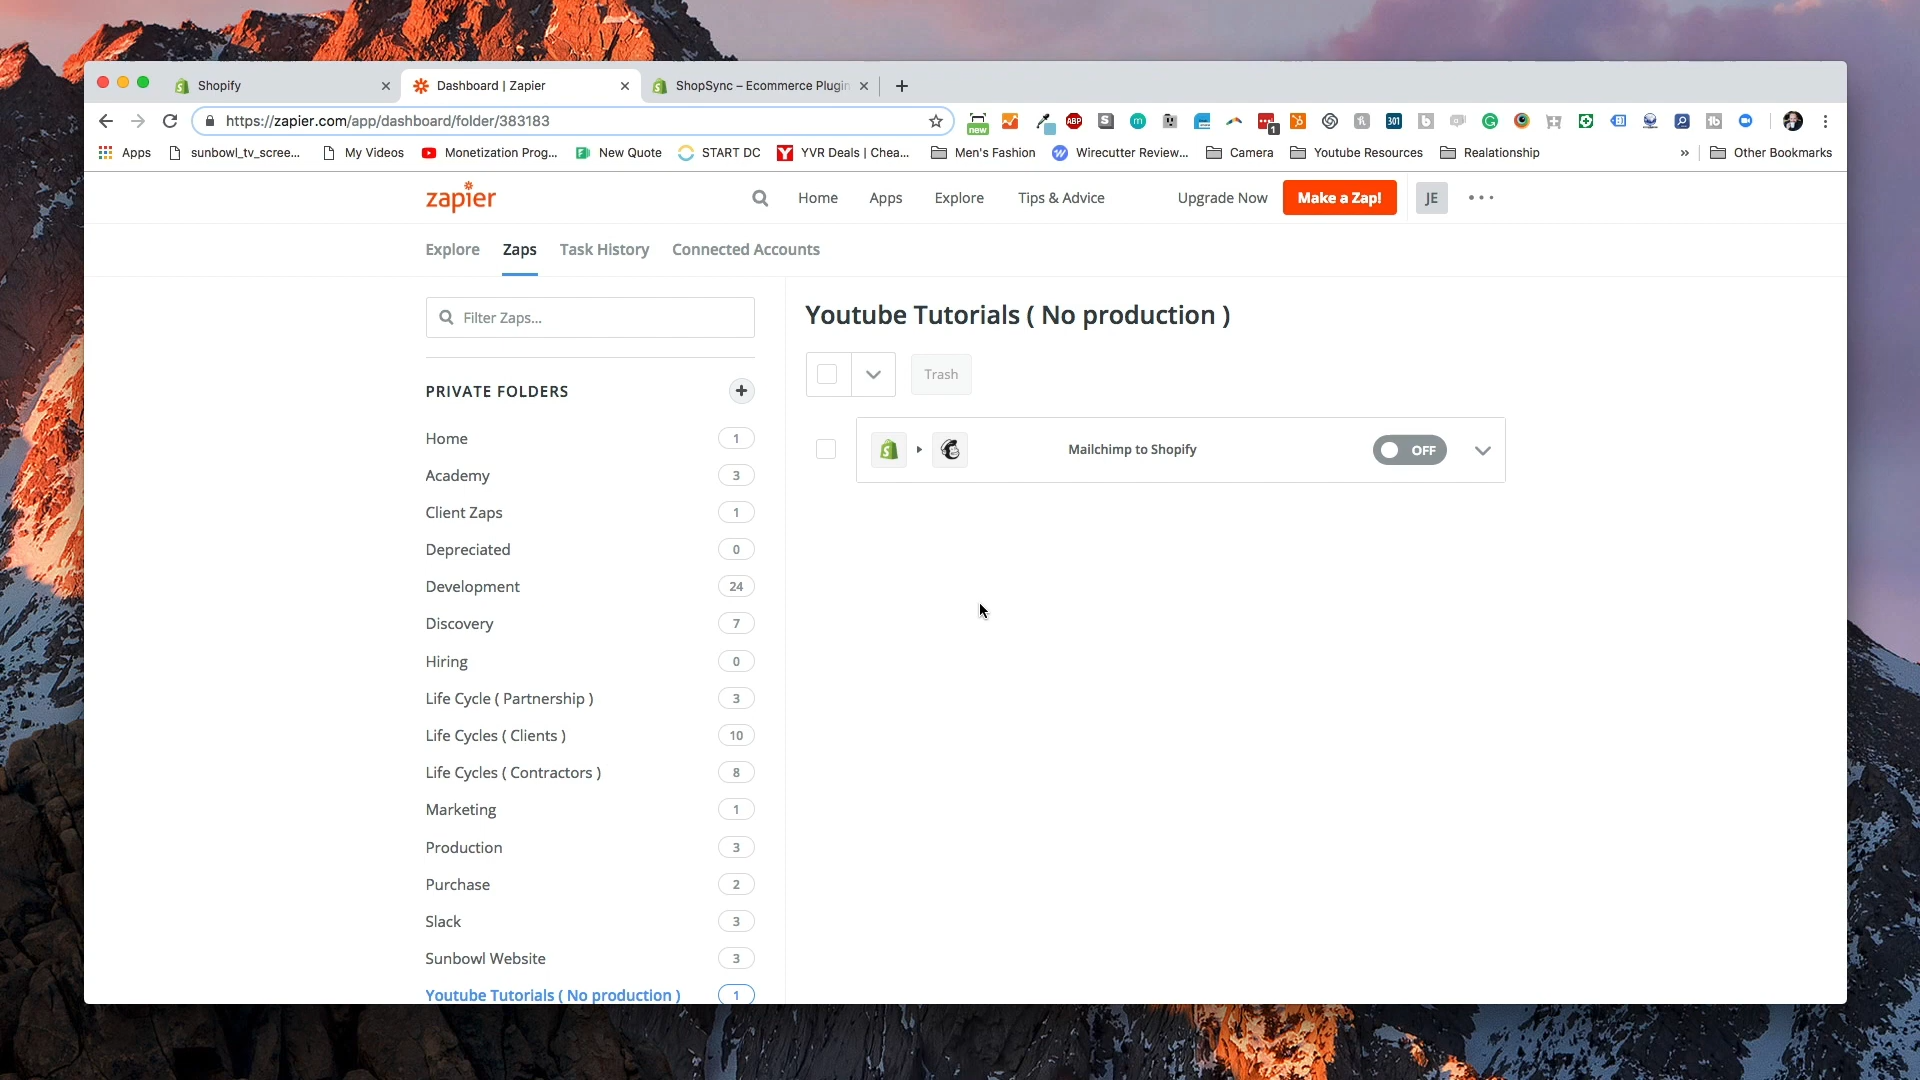 Shopify
Dashboard | Zapier
ShopSync – Ecommerce Plugin
https://zapier.com/app/dashboard/folder/383183
new
ABP
S
m
1
301
b
tb
Apps
sunbowl_tv_scree...
My Videos
Monetization Prog...
New Quote
START DC
YVR Deals | Chea...
Men's Fashion
Wirecutter Review...
Camera
Youtube Resources
Realationship
»
Other Bookmarks
zapier
Home
Apps
Explore
Tips & Advice
Upgrade Now
Make a Zap!
JE
Explore
Zaps
Task History
Connected Accounts
Filter Zaps...
PRIVATE FOLDERS
Home 1
Academy 3
Client Zaps 1
Depreciated 0
Development 24
Discovery 7
Hiring 0
Life Cycle ( Partnership ) 3
Life Cycles ( Clients ) 10
Life Cycles ( Contractors ) 8
Marketing 1
Production 3
Purchase 2
Slack 3
Sunbowl Website 3
Youtube Tutorials ( No production ) 1
Youtube Tutorials ( No production )
Trash
Mailchimp to Shopify
OFF